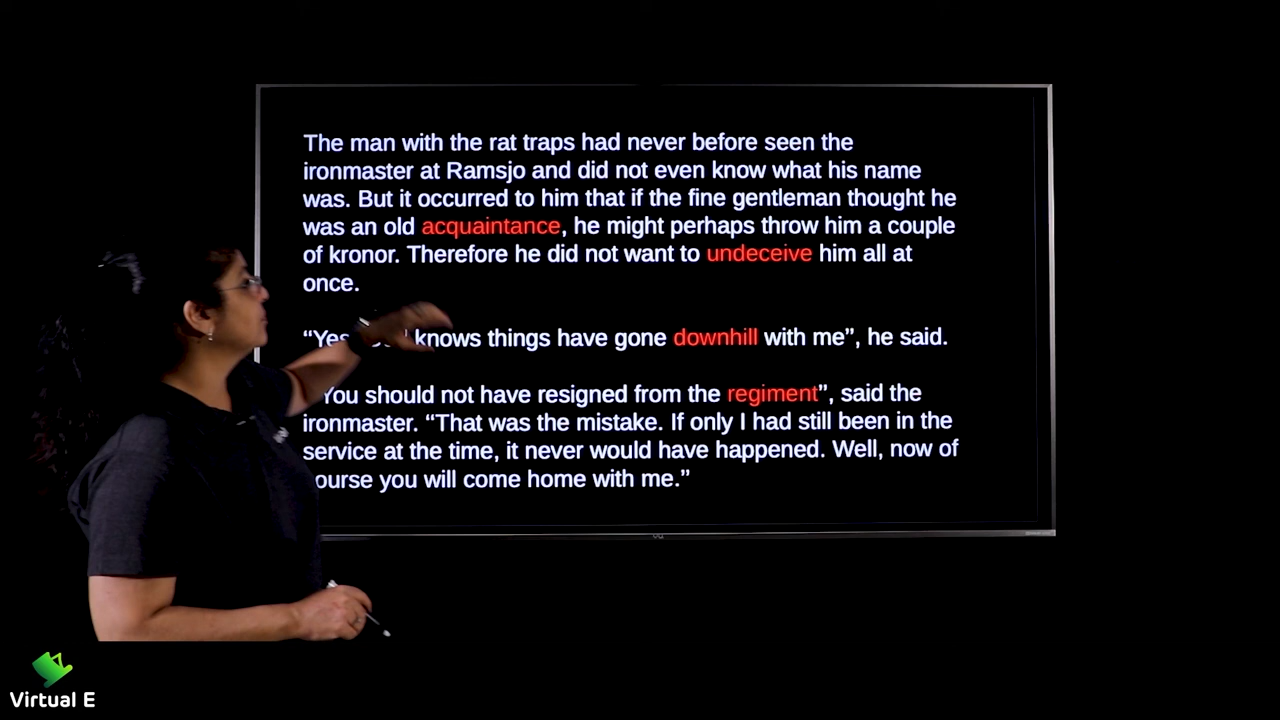 The man with the rat traps had never before seen the
ironmaster at Ramsjo and did not even know what his name
was. But it occurred to him that if the fine gentleman thought he
was an old acquaintance, he might perhaps throw him a couple
of kronor. Therefore he did not want to undeceive him all at
once.
“Yes knows things have gone downhill with me”, he said.
You should not have resigned from the regiment”, said the
ironmaster. “That was the mistake. If only I had still been in the
service at the time, it never would have happened. Well, now of
ourse you will come home with me.”
Virtual E